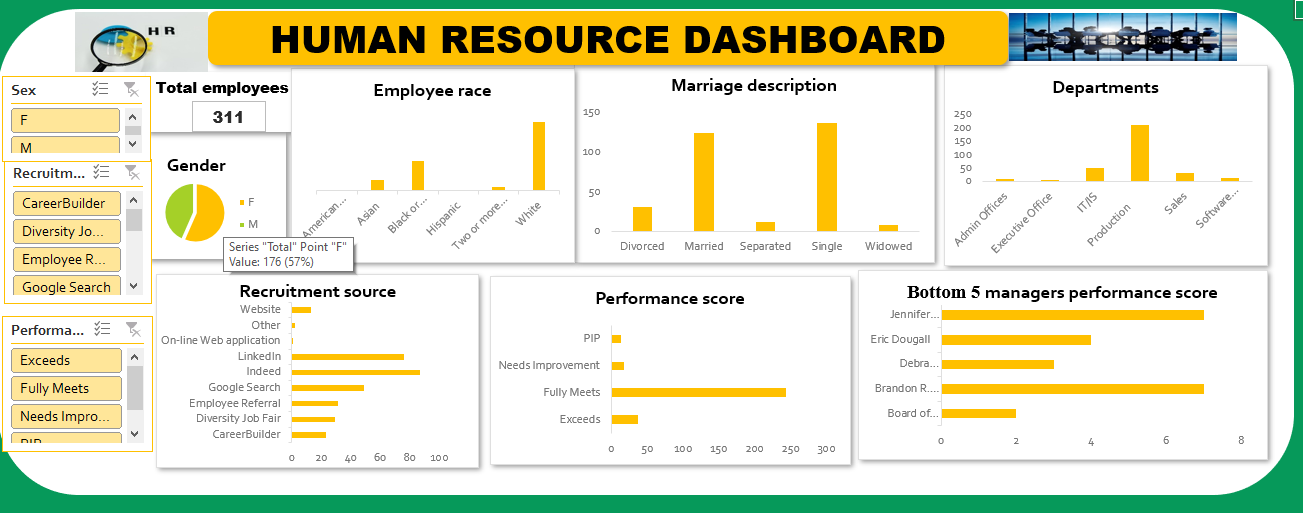 HR
HUMAN RESOURCE DASHBOARD
Sex
F
M
Recruitm...
CareerBuilder
Diversity Jo...
Employee R...
Google Search
Performa...
Exceeds
Fully Meets
Needs Impro...
PIP
Total employees
311
Gender
F
M
Series "Total" Point "F"
Value: 176 (57%)
Employee race
American...
Asian
Black or...
Hispanic
Two or more...
White
Marriage description
150
100
50
0
Divorced
Married
Separated
Single
Widowed
Departments
250
200
150
100
50
0
Admin Offices
Executive Office
IT/IS
Production
Sales
Software...
Recruitment source
Website
Other
On-line Web application
LinkedIn
Indeed
Google Search
Employee Referral
Diversity Job Fair
CareerBuilder
0 20 40 60 80 100
Performance score
PIP
Needs Improvement
Fully Meets
Exceeds
0 50 100 150 200 250 300
Bottom 5 managers performance score
Jennifer...
Eric Dougall
Debra...
Brandon R....
Board of...
0 2 4 6 8